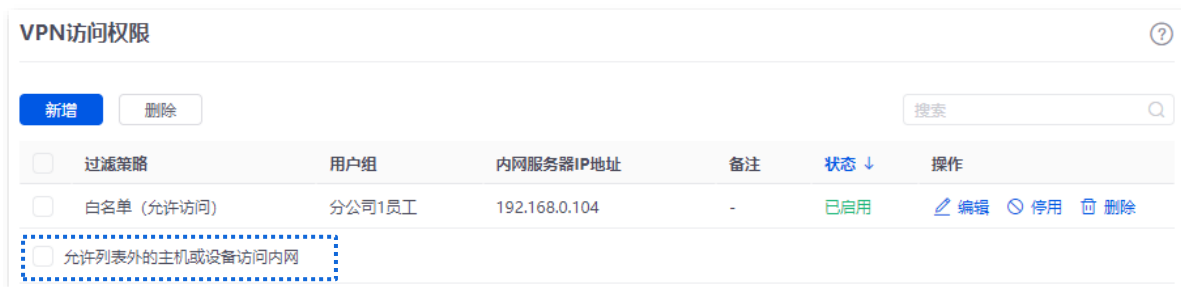 VPN访问权限
新增 删除 搜索
过滤策略 用户组 内网服务器IP地址 备注 状态 ↓ 操作
白名单（允许访问） 分公司1员工 192.168.0.104 - 已启用 编辑 停用 删除
允许列表外的主机或设备访问内网